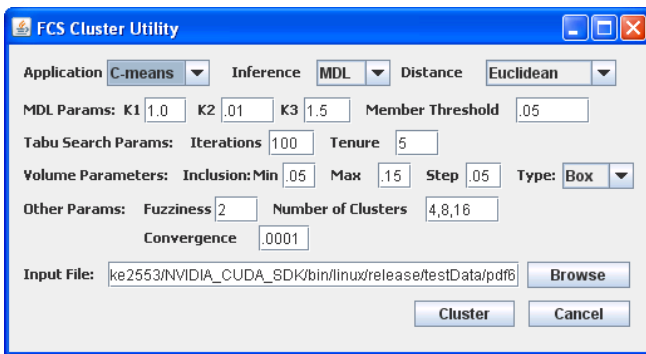 FCS Cluster Utility
Application C-means Inference MDL Distance Euclidean
MDL Params: K1 1.0 K2 .01 K3 1.5 Member Threshold .05
Tabu Search Params: Iterations 100 Tenure 5
Volume Parameters: Inclusion: Min .05 Max .15 Step .05 Type: Box
Other Params: Fuzziness 2 Number of Clusters 4,8,16
Convergence .0001
Input File: ke2553/NVIDIA_CUDA_SDK/bin/linux/release/testData/pdf6 Browse
Cluster Cancel